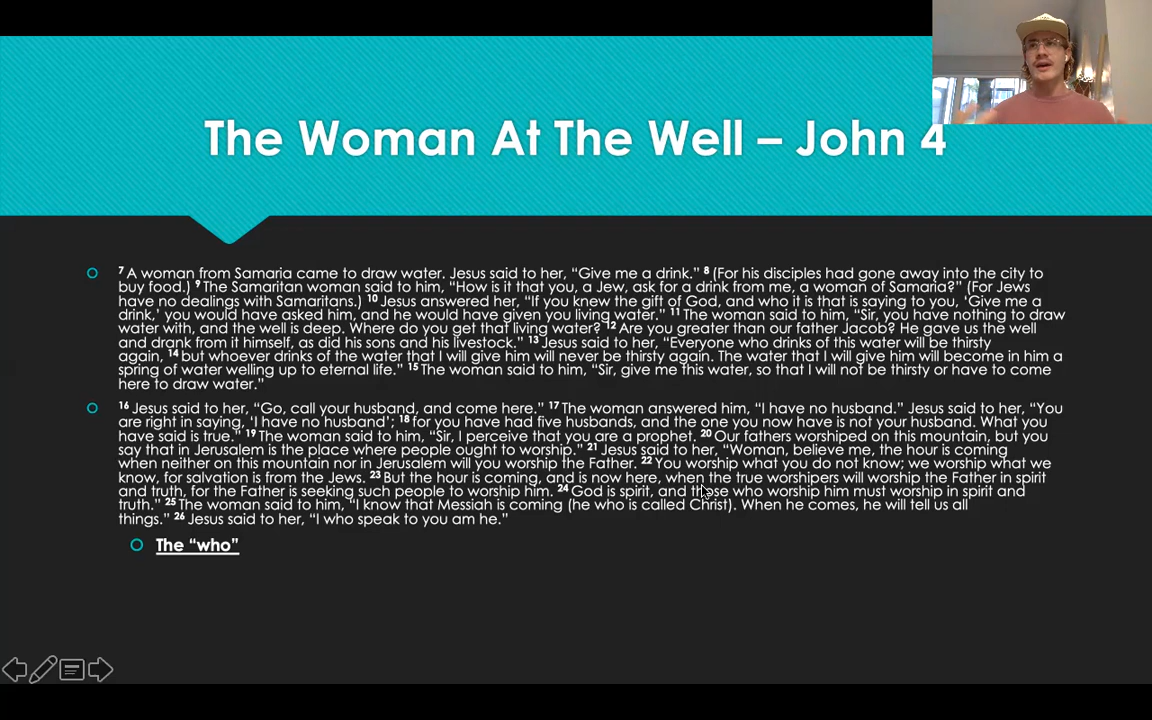 The Woman At The Well – John 4
7 A woman from Samaria came to draw water. Jesus said to her, “Give me a drink.” 8 (For his disciples had gone away into the city to
buy food.) 9 The Samaritan woman said to him, “How is it that you, a Jew, ask for a drink from me, a woman of Samaria?” (For Jews
have no dealings with Samaritans.) 10 Jesus answered her, “If you knew the gift of God, and who it is that is saying to you, ‘Give me a
drink,’ you would have asked him, and he would have given you living water.” 11 The woman said to him, “Sir, you have nothing to draw
water with, and the well is deep. Where do you get that living water? 12 Are you greater than our father Jacob? He gave us the well
and drank from it himself, as did his sons and his livestock.” 13 Jesus said to her, “Everyone who drinks of this water will be thirsty
again, 14 but whoever drinks of the water that I will give him will never be thirsty again. The water that I will give him will become in him a
spring of water welling up to eternal life.” 15 The woman said to him, “Sir, give me this water, so that I will not be thirsty or have to come
here to draw water.”
16 Jesus said to her, “Go, call your husband, and come here.” 17 The woman answered him, “I have no husband.” Jesus said to her, “You
are right in saying, ‘I have no husband’; 18 for you have had five husbands, and the one you now have is not your husband. What you
have said is true.” 19 The woman said to him, “Sir, I perceive that you are a prophet. 20 Our fathers worshiped on this mountain, but you
say that in Jerusalem is the place where people ought to worship.” 21 Jesus said to her, “Woman, believe me, the hour is coming
when neither on this mountain nor in Jerusalem will you worship the Father. 22 You worship what you do not know; we worship what we
know, for salvation is from the Jews. 23 But the hour is coming, and is now here, when the true worshipers will worship the Father in spirit
and truth, for the Father is seeking such people to worship him. 24 God is spirit, and those who worship him must worship in spirit and
truth.” 25 The woman said to him, “I know that Messiah is coming (he who is called Christ). When he comes, he will tell us all
things.” 26 Jesus said to her, “I who speak to you am he.”
The “who”